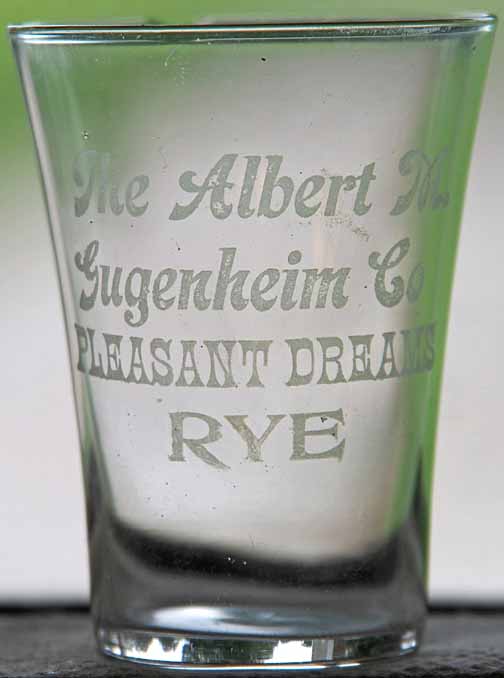 The Albert M.
Gugenheim Co
PLEASANT DREAMS
RYE